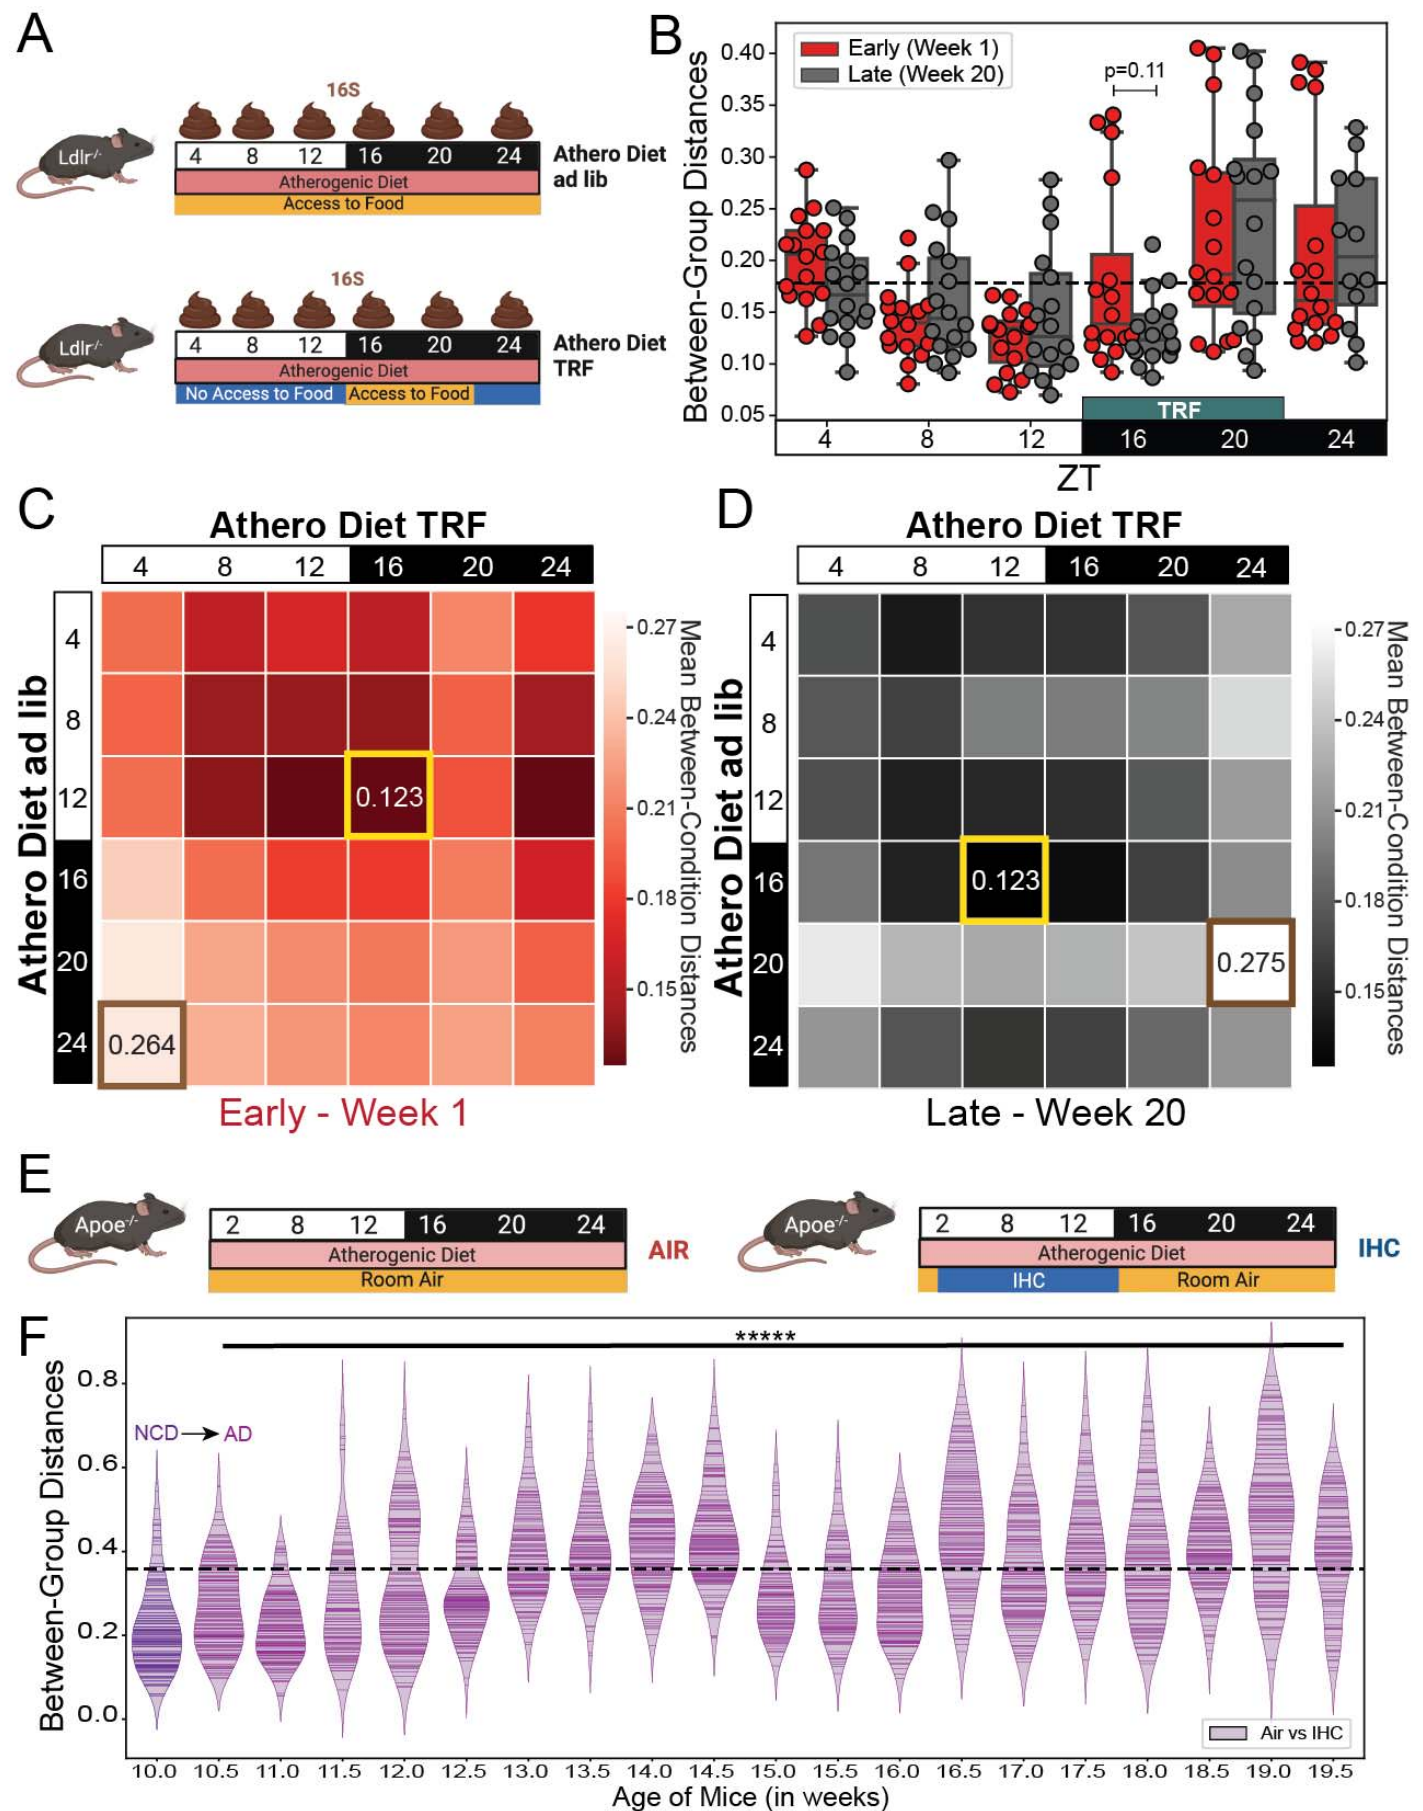 A
16S
Ldlr-/-
4 8 12 16 20 24
Atherogenic Diet
Access to Food
Athero Diet
ad lib
16S
Ldlr-/-
4 8 12 16 20 24
Atherogenic Diet
No Access to Food Access to Food
Athero Diet
TRF
B
Between-Group Distances
0.40
0.35
0.30
0.25
0.20
0.15
0.10
0.05
Early (Week 1)
Late (Week 20)
p=0.11
TRF
4 8 12 16 20 24
ZT
C
Athero Diet TRF
4 8 12 16 20 24
Athero Diet ad lib
4
8
12
16
20
24
0.123
0.264
0.27
0.24
0.21
0.18
0.15
Mean Between-Condition Distances
Early - Week 1
D
Athero Diet TRF
4 8 12 16 20 24
Athero Diet ad lib
4
8
12
16
20
24
0.123
0.275
0.27
0.24
0.21
0.18
0.15
Mean Between-Condition Distances
Late - Week 20
E
Apoe-/-
2 8 12 16 20 24
Atherogenic Diet
Room Air
AIR
Apoe-/-
2 8 12 16 20 24
Atherogenic Diet
IHC Room Air
IHC
F
Between-Group Distances
0.8
0.6
0.4
0.2
0.0
*****
NCD AD
Air vs IHC
10.0 10.5 11.0 11.5 12.0 12.5 13.0 13.5 14.0 14.5 15.0 15.5 16.0 16.5 17.0 17.5 18.0 18.5 19.0 19.5
Age of Mice (in weeks)